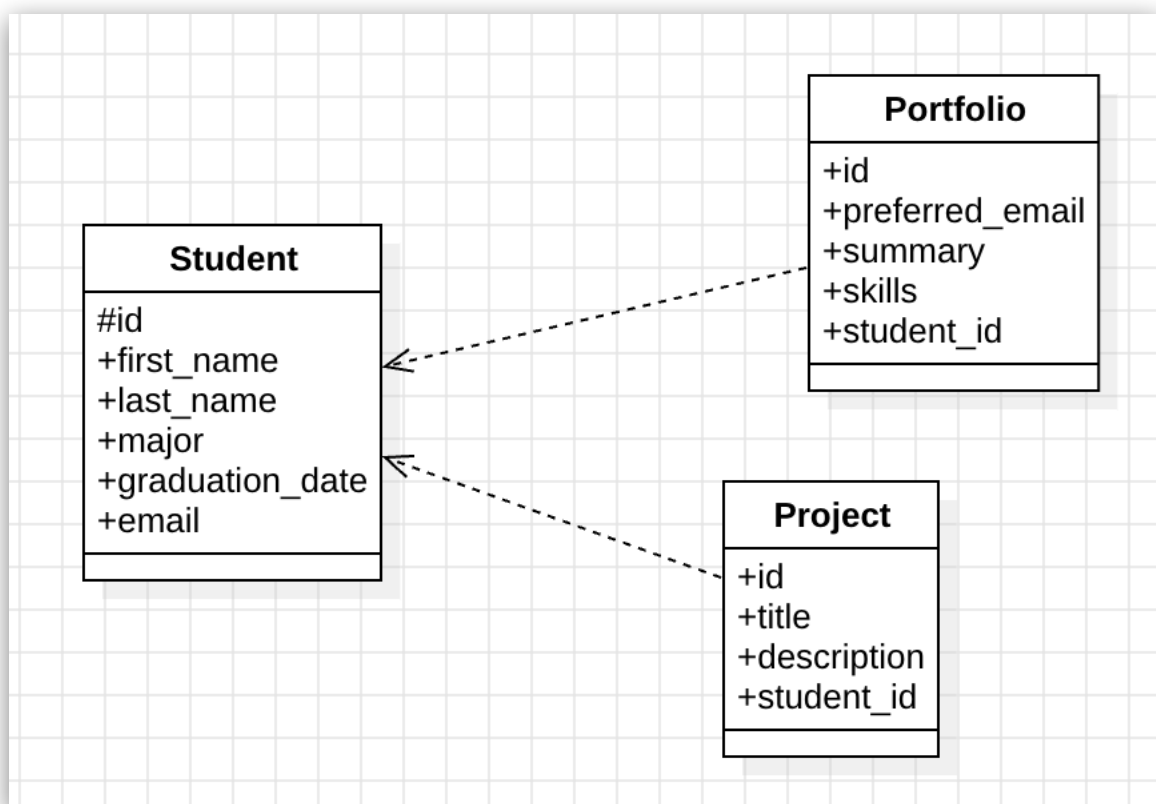 Portfolio
+id
+preferred_email
+summary
+skills
+student_id
Student
#id
+first_name
+last_name
+major
+graduation_date
+email
Project
+id
+title
+description
+student_id